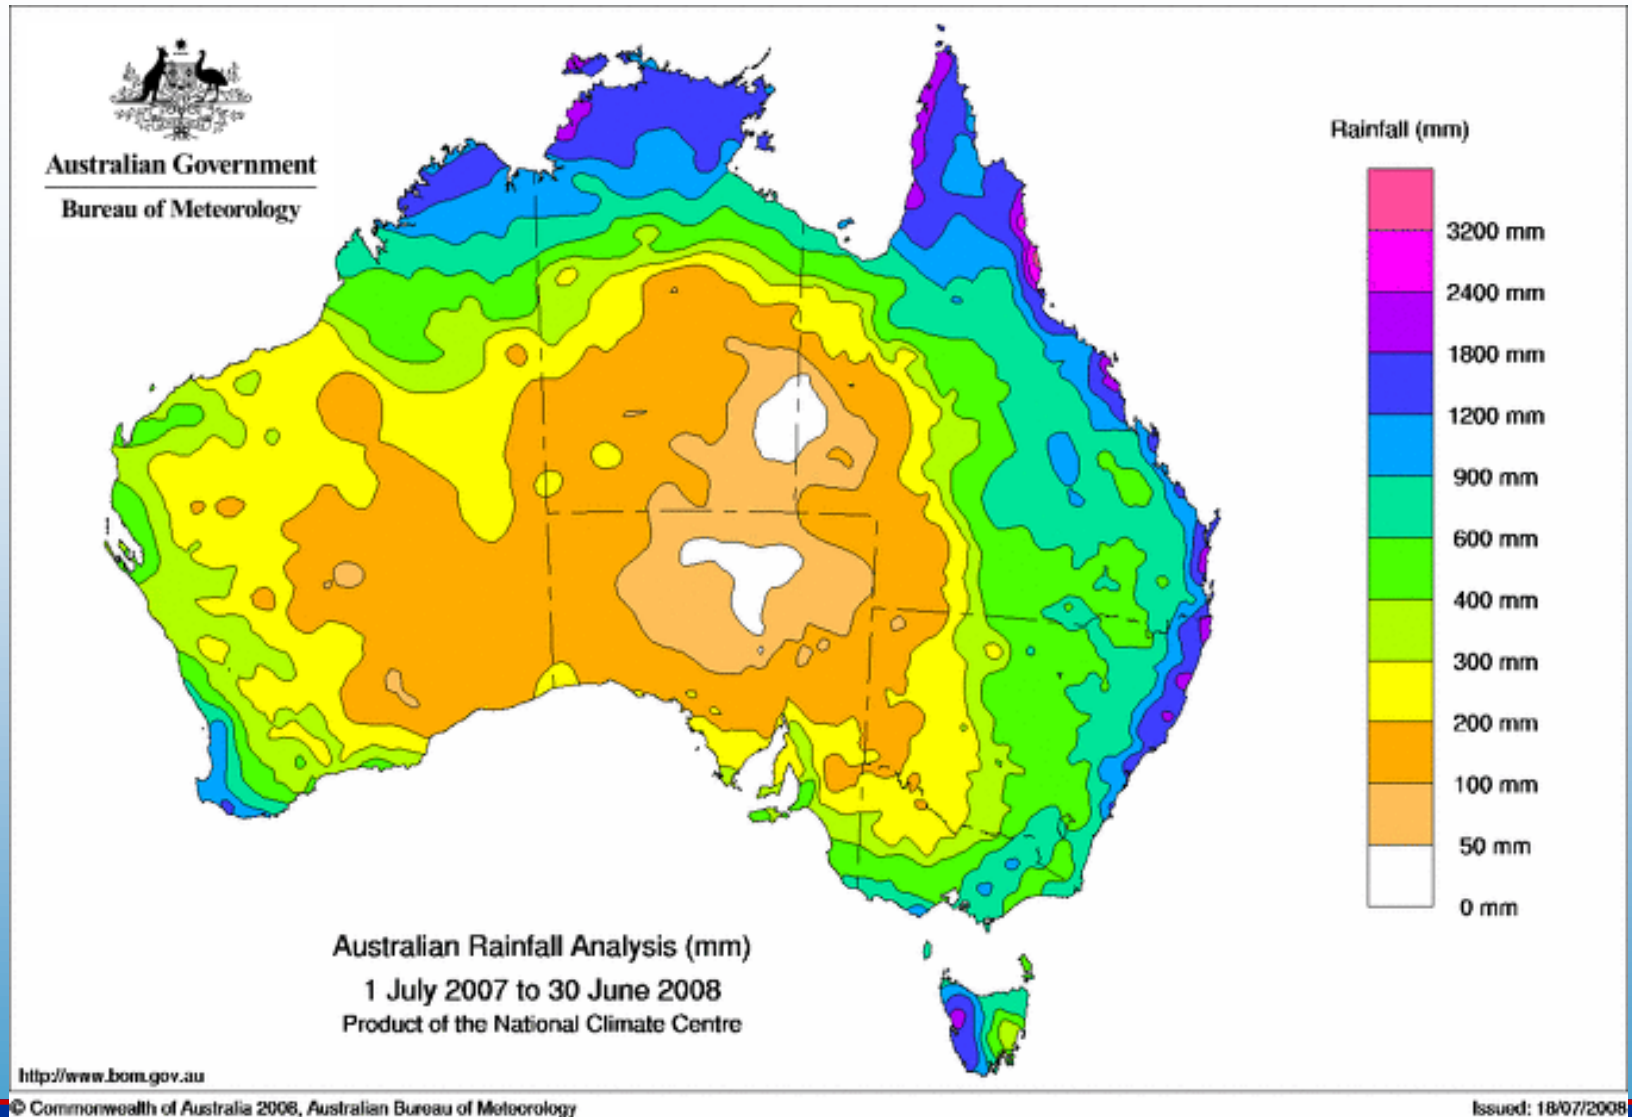 Australian Government
Bureau of Meteorology
Rainfall (mm)
3200 mm
2400 mm
1800 mm
1200 mm
900 mm
600 mm
400 mm
300 mm
200 mm
100 mm
50 mm
0 mm
Australian Rainfall Analysis (mm)
1 July 2007 to 30 June 2008
Product of the National Climate Centre
http://www.bom.gov.au
© Commonwealth of Australia 2008, Australian Bureau of Meteorology
Issued: 18/07/2008